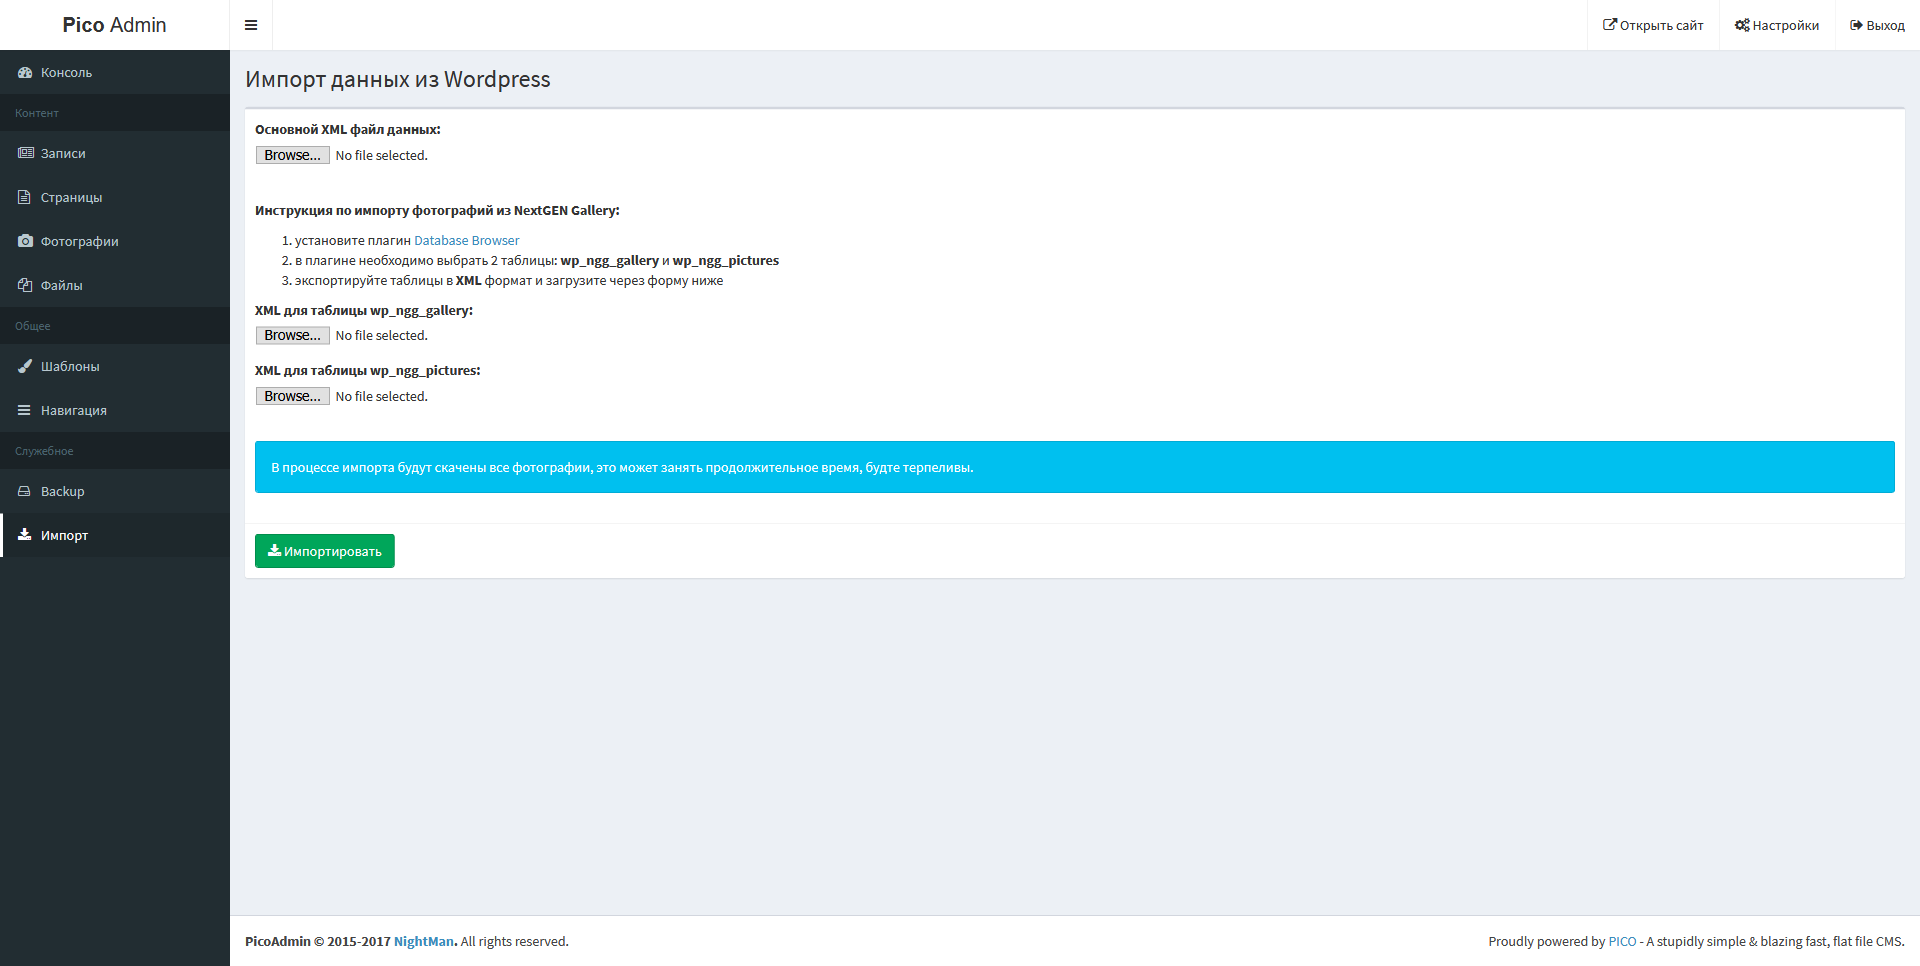 Pico Admin
Открыть сайт
Настройки
Выход
Консоль
Контент
Записи
Страницы
Фотографии
Файлы
Общее
Шаблоны
Навигация
Служебное
Backup
Импорт
Импорт данных из Wordpress
Основной XML файл данных:
Browse... No file selected.
Инструкция по импорту фотографий из NextGEN Gallery:
1. установите плагин Database Browser
2. в плагине необходимо выбрать 2 таблицы: wp_ngg_gallery и wp_ngg_pictures
3. экспортируйте таблицы в XML формат и загрузите через форму ниже
XML для таблицы wp_ngg_gallery:
Browse... No file selected.
XML для таблицы wp_ngg_pictures:
Browse... No file selected.
В процессе импорта будут скачены все фотографии, это может занять продолжительное время, будте терпеливы.
Импортировать
PicoAdmin © 2015-2017 NightMan. All rights reserved.
Proudly powered by PICO - A stupidly simple & blazing fast, flat file CMS.